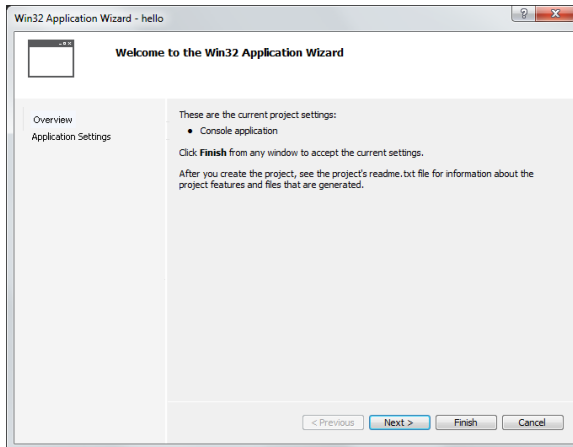 Win32 Application Wizard - hello
Welcome to the Win32 Application Wizard
Overview
Application Settings
These are the current project settings:
• Console application
Click Finish from any window to accept the current settings.
After you create the project, see the project's readme.txt file for information about the
project features and files that are generated.
< Previous
Next >
Finish
Cancel